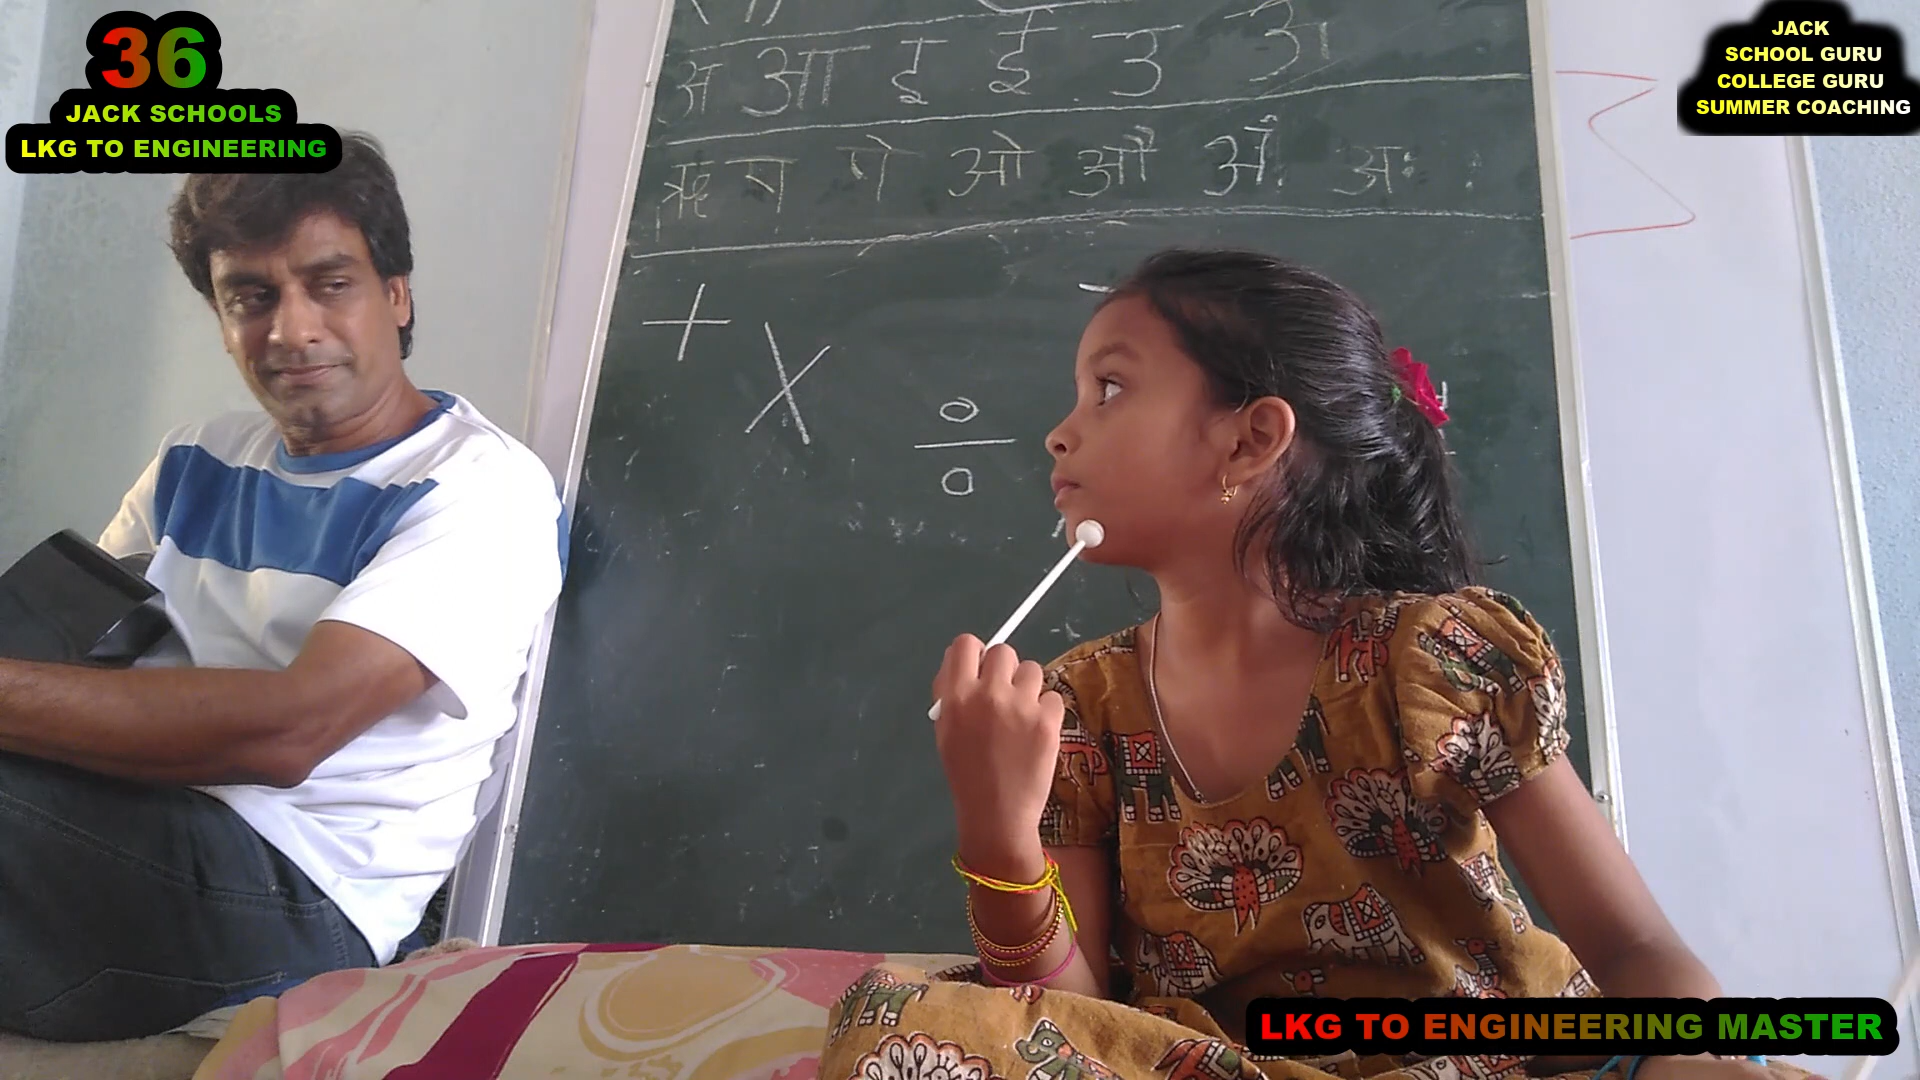 36
JACK SCHOOLS
LKG TO ENGINEERING
JACK
SCHOOL GURU
COLLEGE GURU
SUMMER COACHING
अ आ इ ई उ
ऋ ए ऐ ओ औ अँ अः
+
X
÷
LKG TO ENGINEERING MASTER